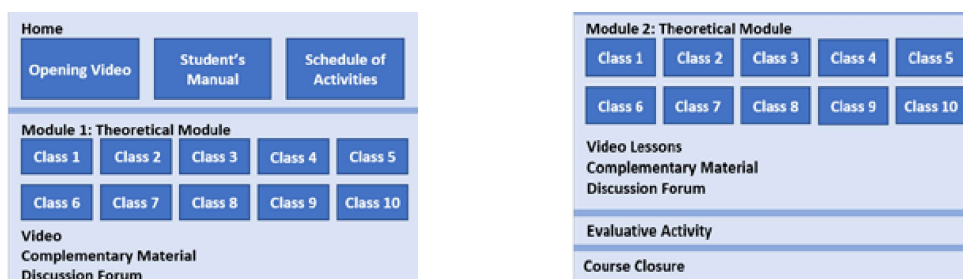 Home
Opening Video
Student's
Manual
Schedule of
Activities
Module 1: Theoretical Module
Class 1 Class 2 Class 3 Class 4 Class 5
Class 6 Class 7 Class 8 Class 9 Class 10
Video
Complementary Material
Discussion Forum
Module 2: Theoretical Module
Class 1 Class 2 Class 3 Class 4 Class 5
Class 6 Class 7 Class 8 Class 9 Class 10
Video Lessons
Complementary Material
Discussion Forum
Evaluative Activity
Course Closure